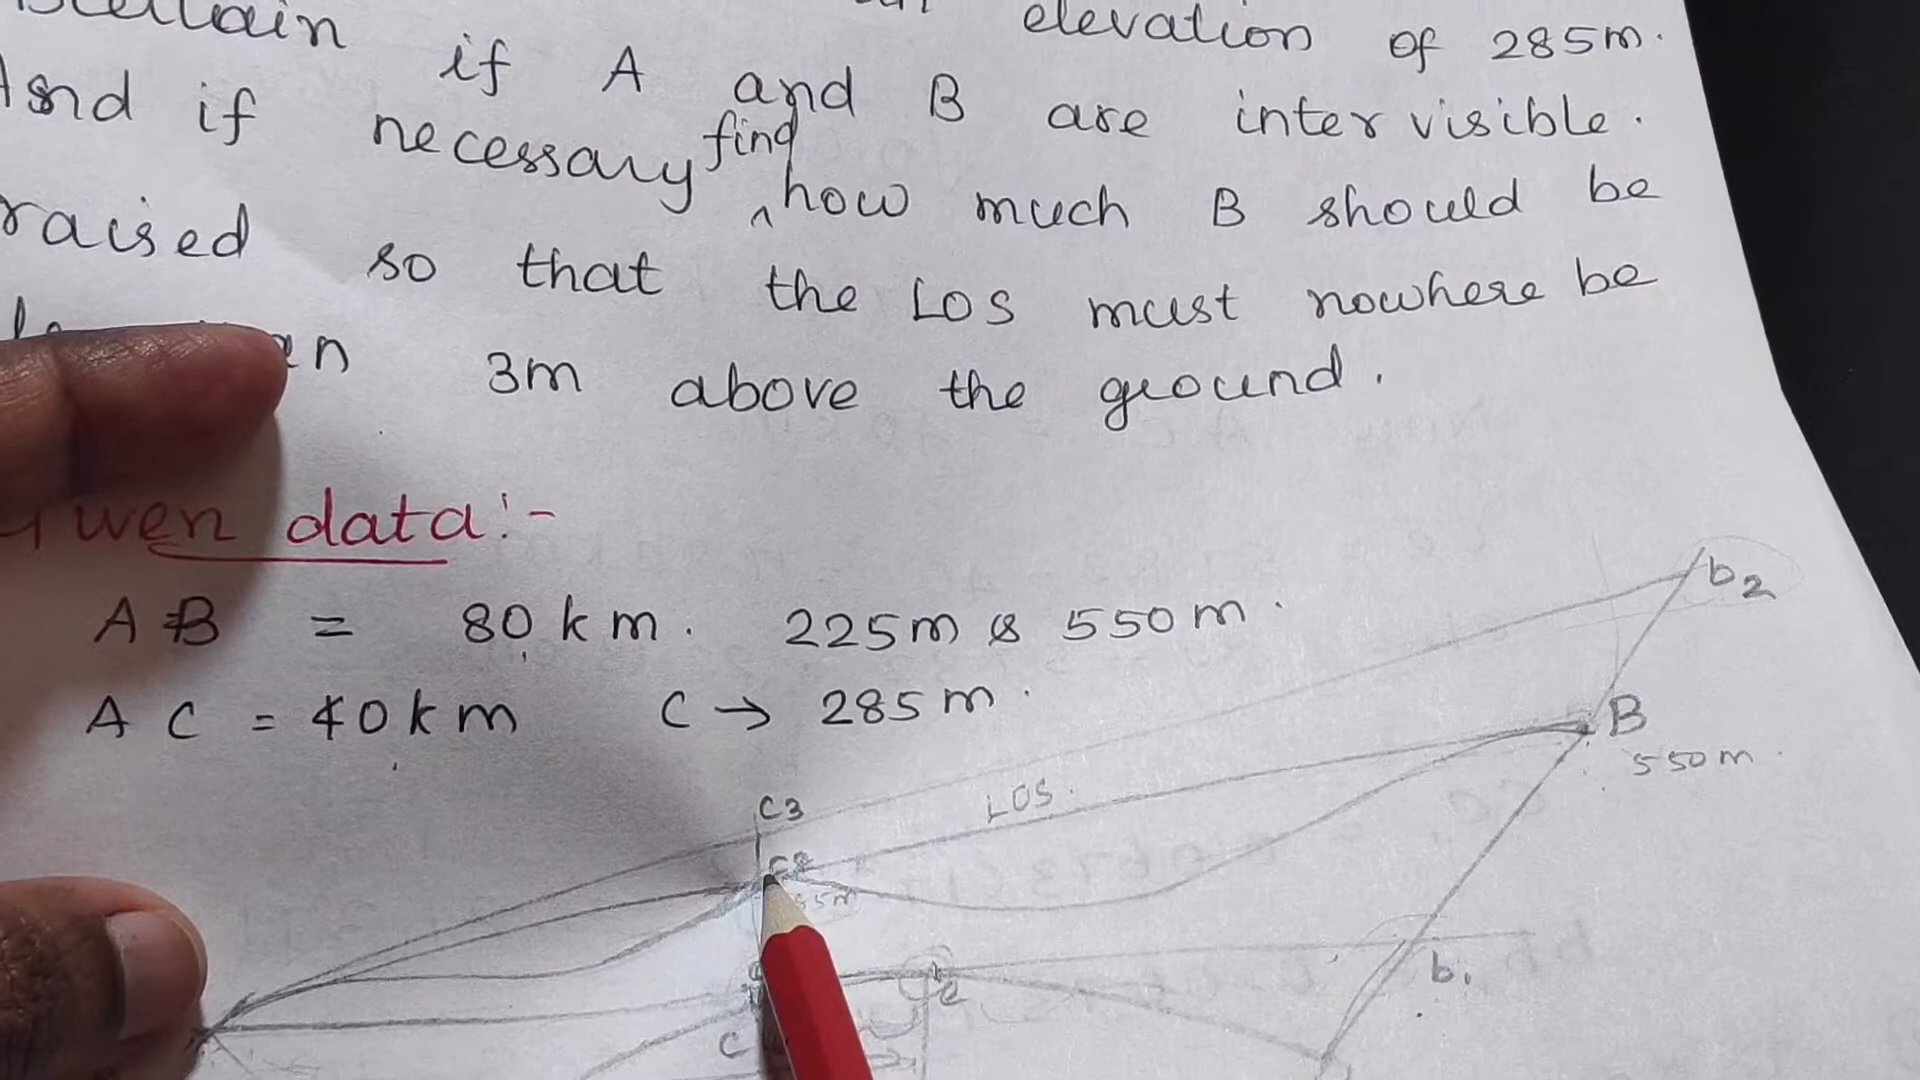 elevation of 285m.
if A and B are intervisible.
And if necessary find how much B should be
raised so that the LOS must nowhere be
3m above the ground.
Given data:-
AB = 80 km. 225m & 550m.
AC = 40 km C → 285m.
b2
B
550m.
LOS.
C3
b1
e
C